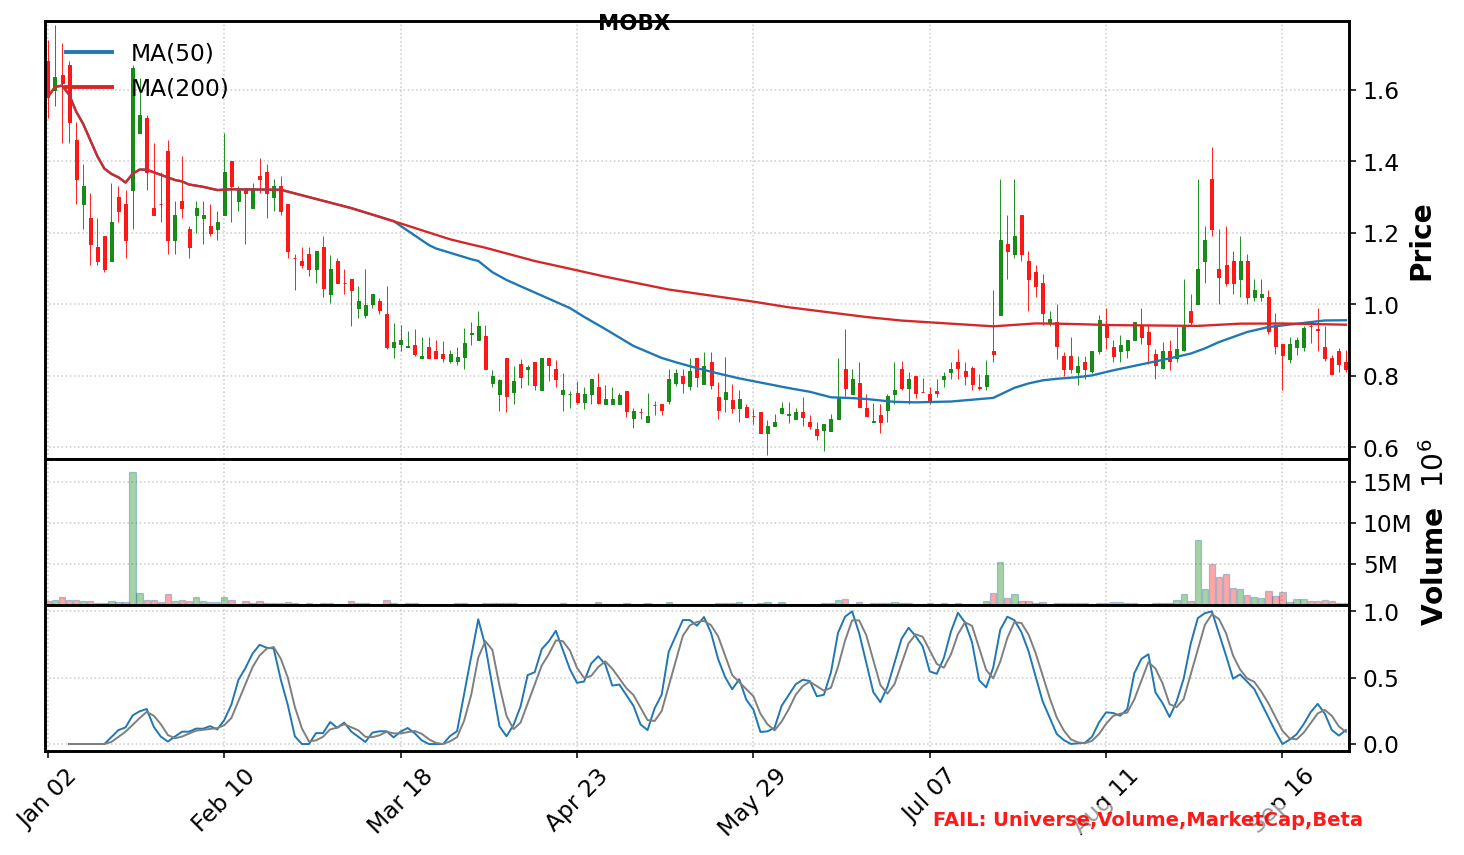 MOBX
MA(50)
MA(200)
1.6
1.4
1.2
1.0
0.8
0.6
Price
15M
10M
5M
Volume 10⁶
1.0
0.5
0.0
Jan 02
Feb 10
Mar 18
Apr 23
May 29
Jul 07
Aug 11
Sep 16
FAIL: Universe,Volume,MarketCap,Beta